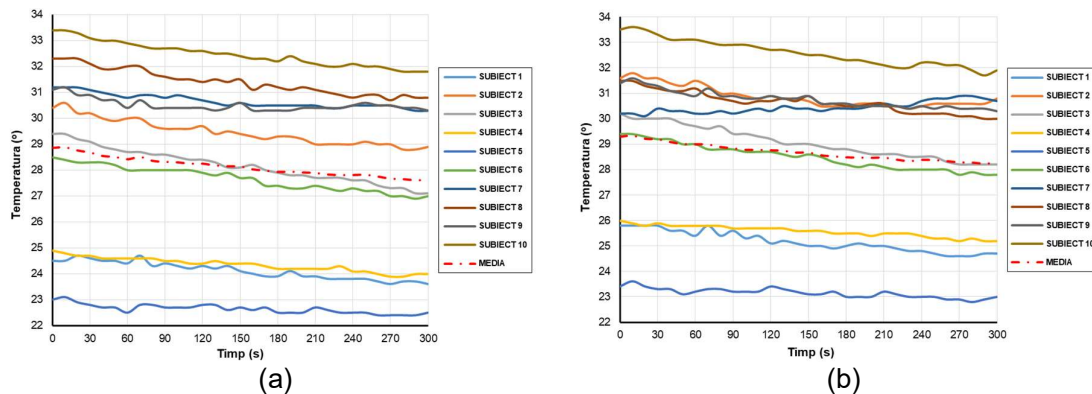 34
33
32
31
30
29
28
27
26
25
24
23
22
Temperatura (º)
0 30 60 90 120 150 180 210 240 270 300
Timp (s)
SUBIECT 1
SUBIECT 2
SUBIECT 3
SUBIECT 4
SUBIECT 5
SUBIECT 6
SUBIECT 7
SUBIECT 8
SUBIECT 9
SUBIECT 10
MEDIA
(a)
34
33
32
31
30
29
28
27
26
25
24
23
22
Temperatura (º)
0 30 60 90 120 150 180 210 240 270 300
Timp (s)
SUBIECT 1
SUBIECT 2
SUBIECT 3
SUBIECT 4
SUBIECT 5
SUBIECT 6
SUBIECT 7
SUBIECT 8
SUBIECT 9
SUBIECT 10
MEDIA
(b)